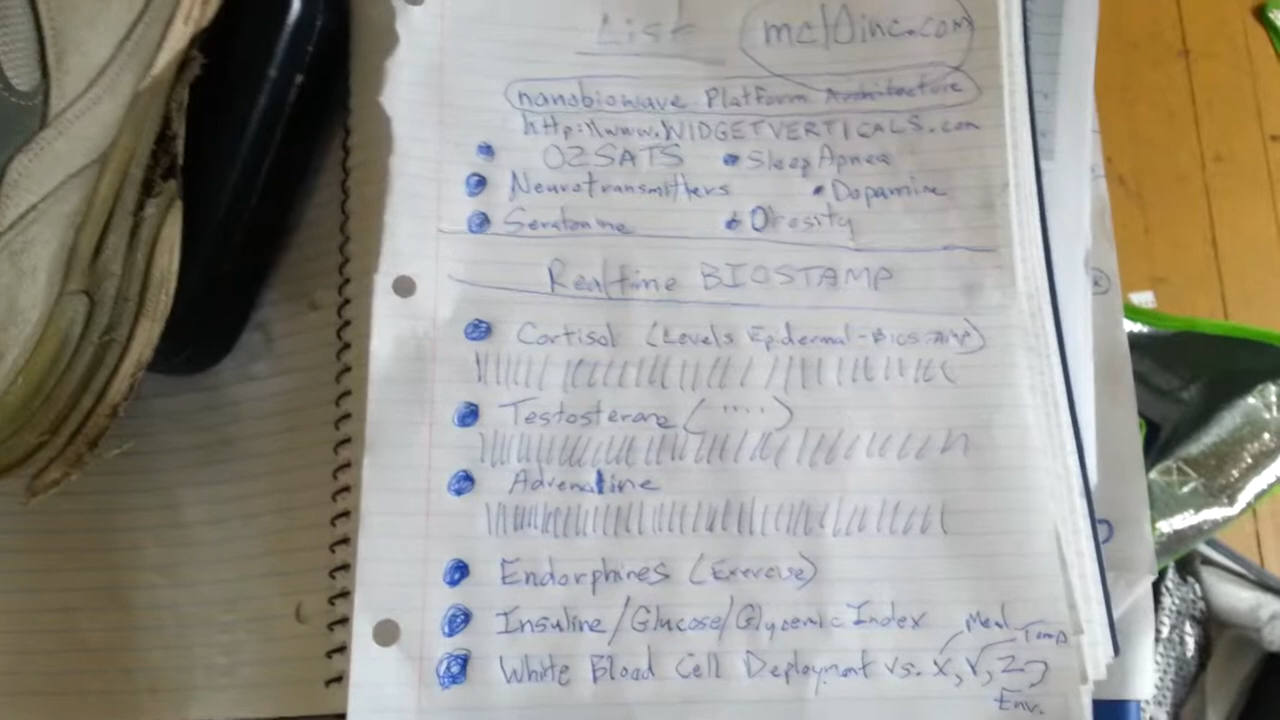 List mc10inc.com
nanobiowave Platform Architecture
http://www.WIDGETVERTICALS.com
O2SATS Sleep Apnea
Neurotransmitters Dopamine
Seratonine
Realtime BIOSTAMP
Cortisol (Levels Epidermal-BIOSTAMP)
Testosterone (....)
Adrenaline
Endorphines (Exercise)
Insuline/Glucose/Glycemic Index
Meal Temp
White Blood Cell Deployment vs. X, Y, Z
Env.